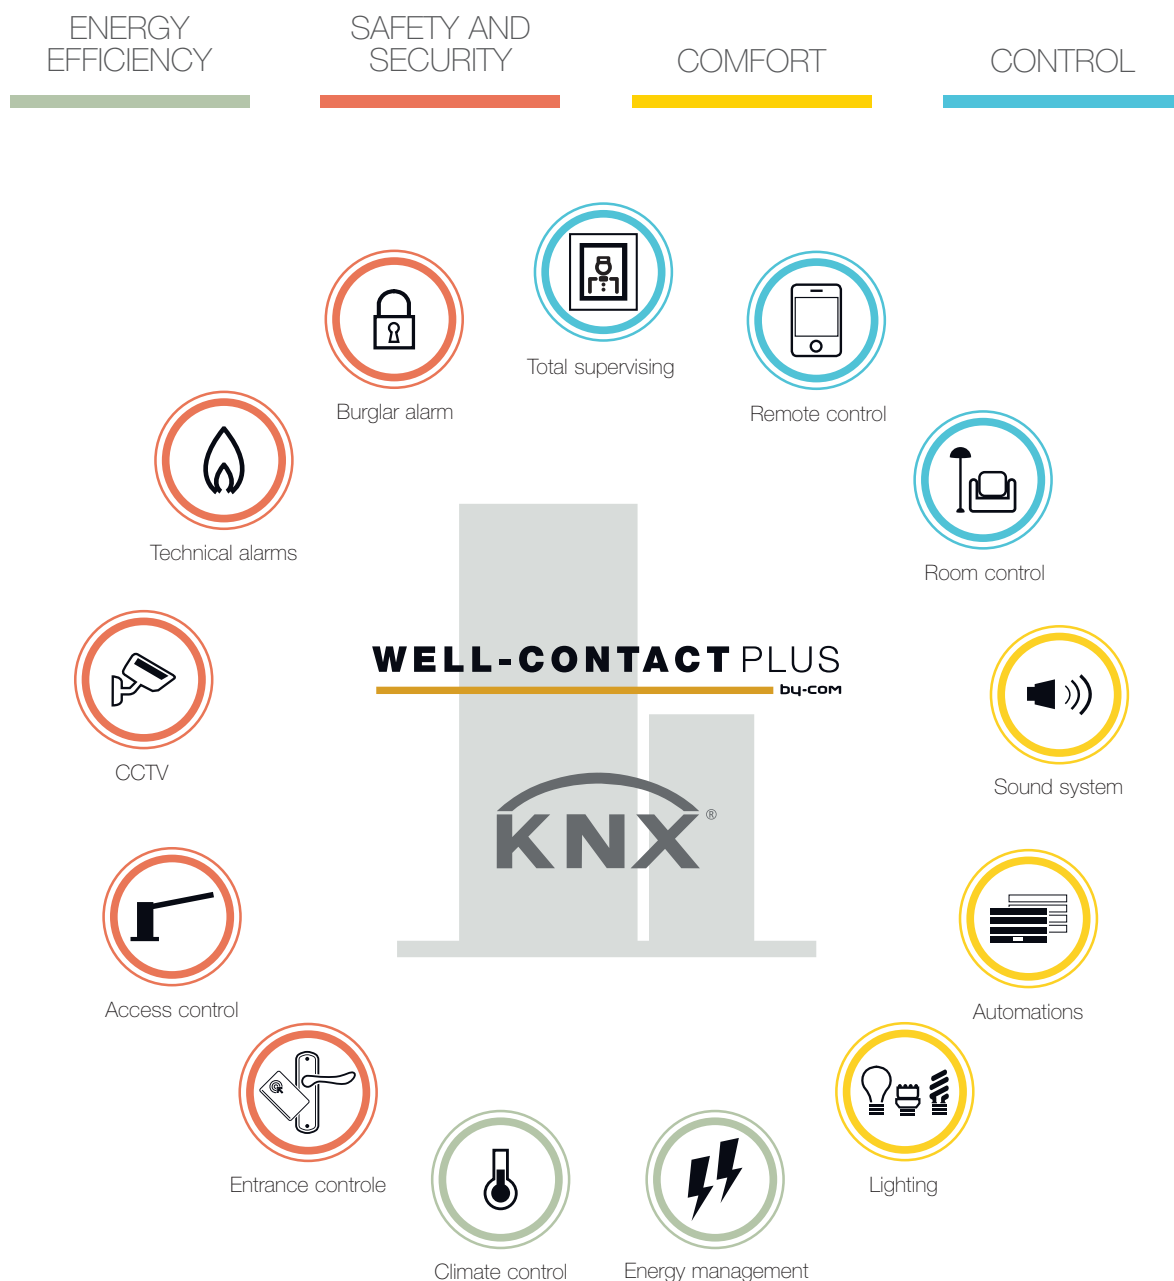 ENERGY
EFFICIENCY
SAFETY AND
SECURITY
COMFORT
CONTROL
Total supervising
Burglar alarm
Remote control
Technical alarms
Room control
WELL-CONTACT PLUS
by-com
CCTV
Sound system
KNX®
Access control
Automations
Entrance controle
Lighting
Climate control
Energy management